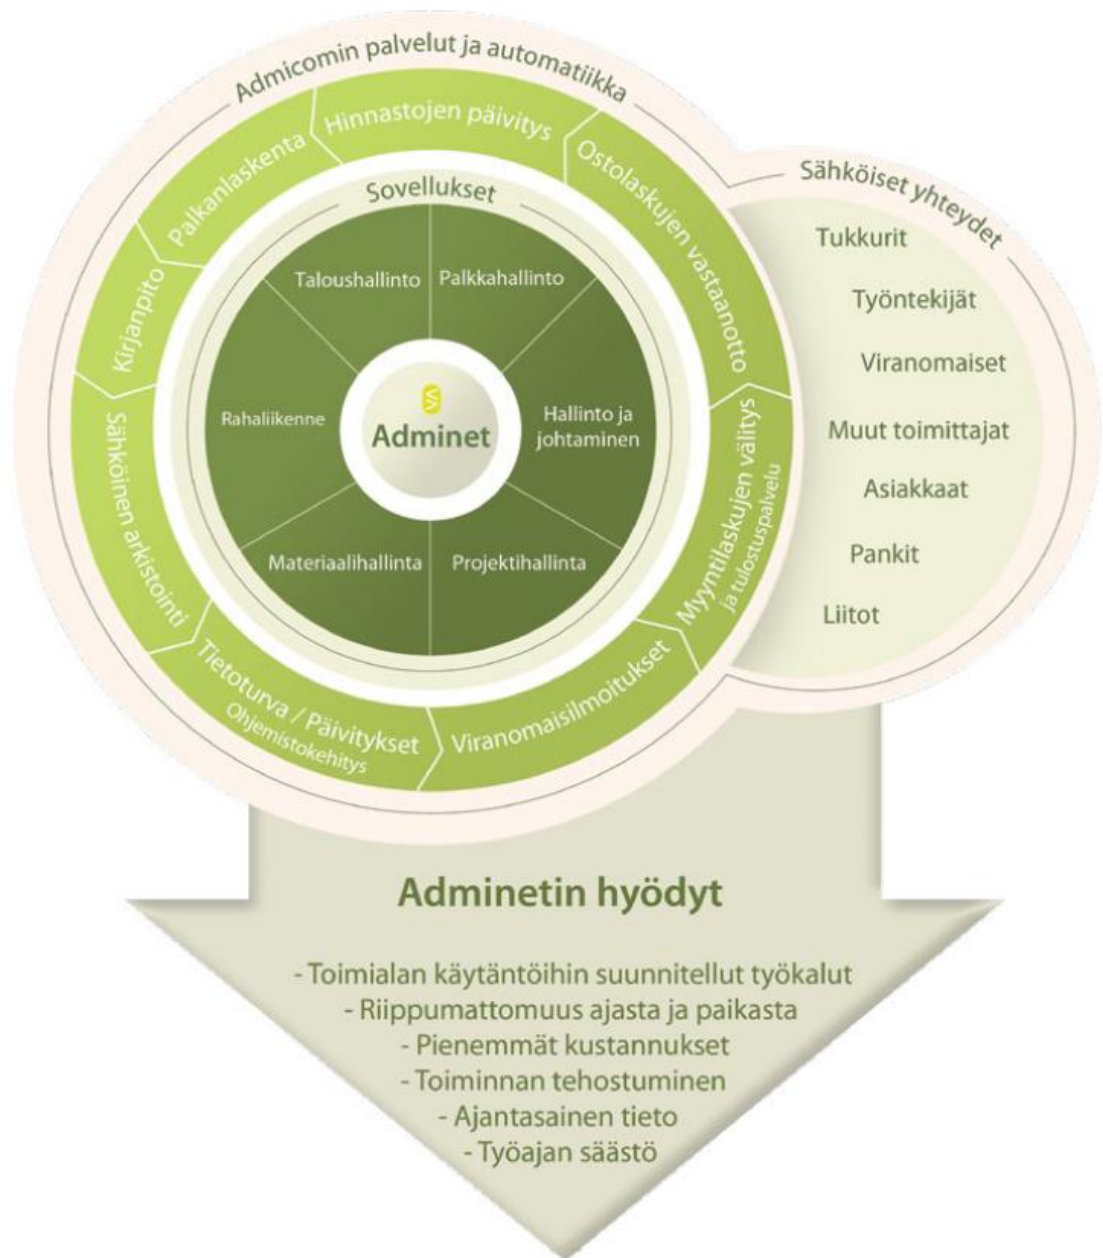 Admicomin palvelut ja automatiikka
Hinnastojen päivitys
Ostolaskujen vastaanotto
Myyntilaskujen välitys
ja tulostuspalvelu
Viranomaisilmoitukset
Tietoturva / Päivitykset
Ohjemistokehitys
Sähköinen arkistointi
Kirjanpito
Palkanlaskenta
Sovellukset
Taloushallinto
Palkkahallinto
Hallinto ja
johtaminen
Projektihallinta
Materiaalihallinta
Rahaliikenne
Adminet
Sähköiset yhteydet
Tukkurit
Työntekijät
Viranomaiset
Muut toimittajat
Asiakkaat
Pankit
Liitot
Adminetin hyödyt
- Toimialan käytäntöihin suunnitellut työkalut
- Riippumattomuus ajasta ja paikasta
- Pienemmät kustannukset
- Toiminnan tehostuminen
- Ajantasainen tieto
- Työajan säästö